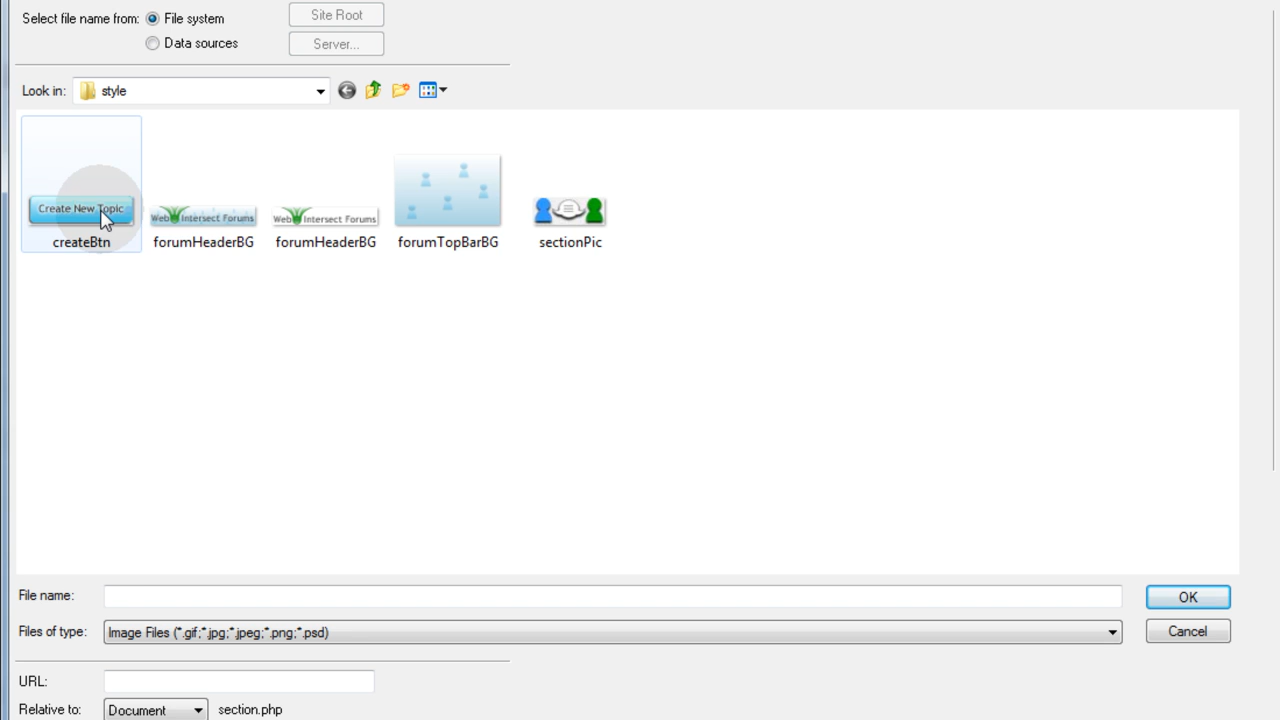 Select file name from: File system Site Root
Data sources Server...
Look in: style
Create New Topic
Web Intersect Forums
Web Intersect Forums
createBtn forumHeaderBG forumHeaderBG forumTopBarBG sectionPic
File name: OK
Files of type: Image Files (*.gif;*.jpg;*.jpeg;*.png;*.psd) Cancel
URL:
Relative to: Document section.php